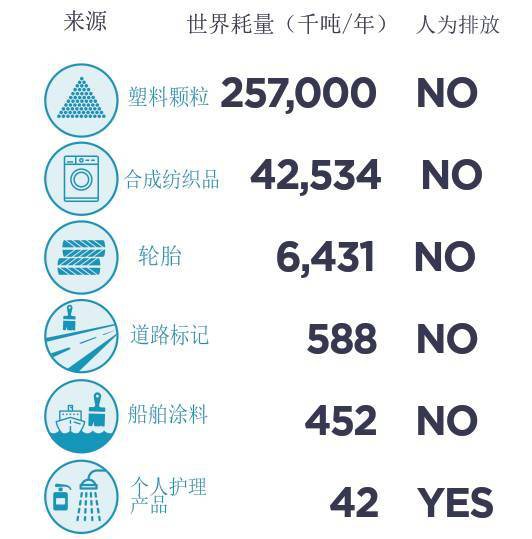 来源 世界耗量（千吨/年） 人为排放
塑料颗粒 257,000 NO
合成纺织品 42,534 NO
轮胎 6,431 NO
道路标记 588 NO
船舶涂料 452 NO
个人护理
产品 42 YES